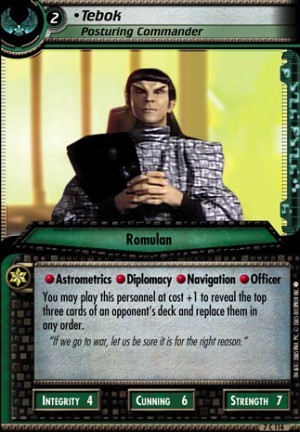 2
•Tebok
Posturing Commander
Romulan
Astrometrics Diplomacy Navigation Officer
You may play this personnel at cost +1 to reveal the top
three cards of an opponent's deck and replace them
in any order.
"If we go to war, let us be sure it is for the right reason."
INTEGRITY 4 CUNNING 6 STRENGTH 7
7 C 114